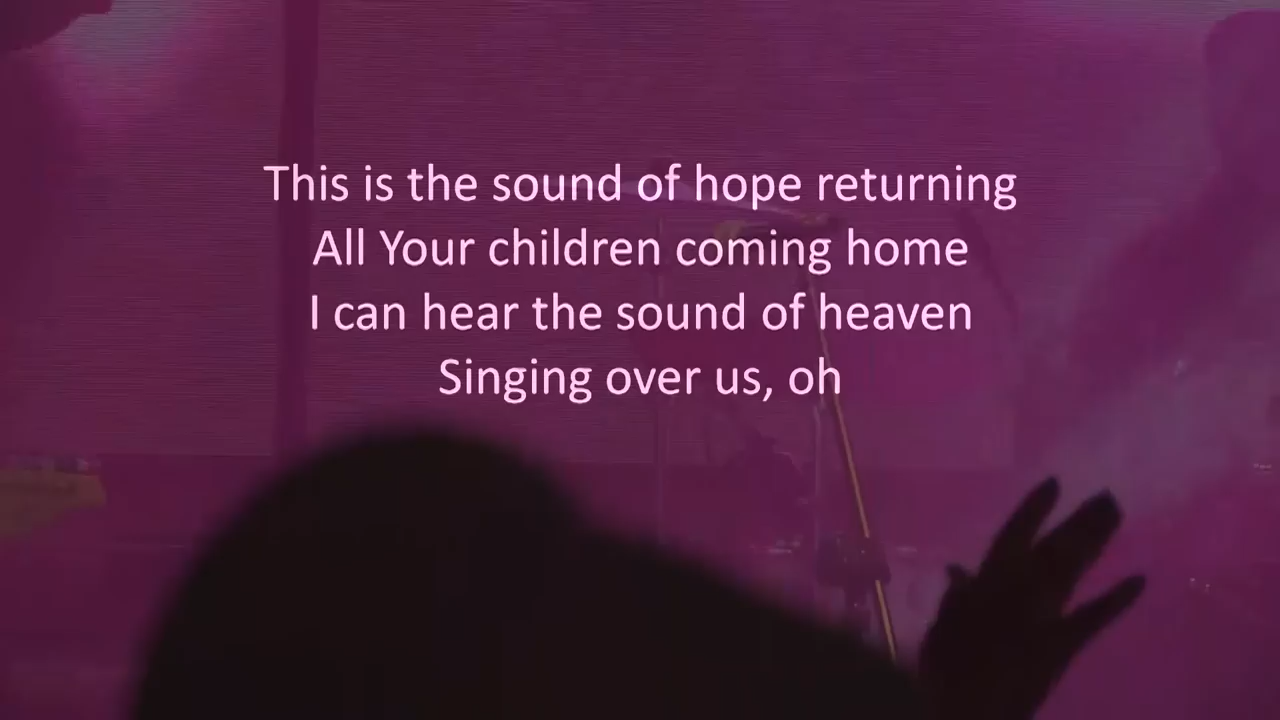 This is the sound of hope returning
All Your children coming home
I can hear the sound of heaven
Singing over us, oh